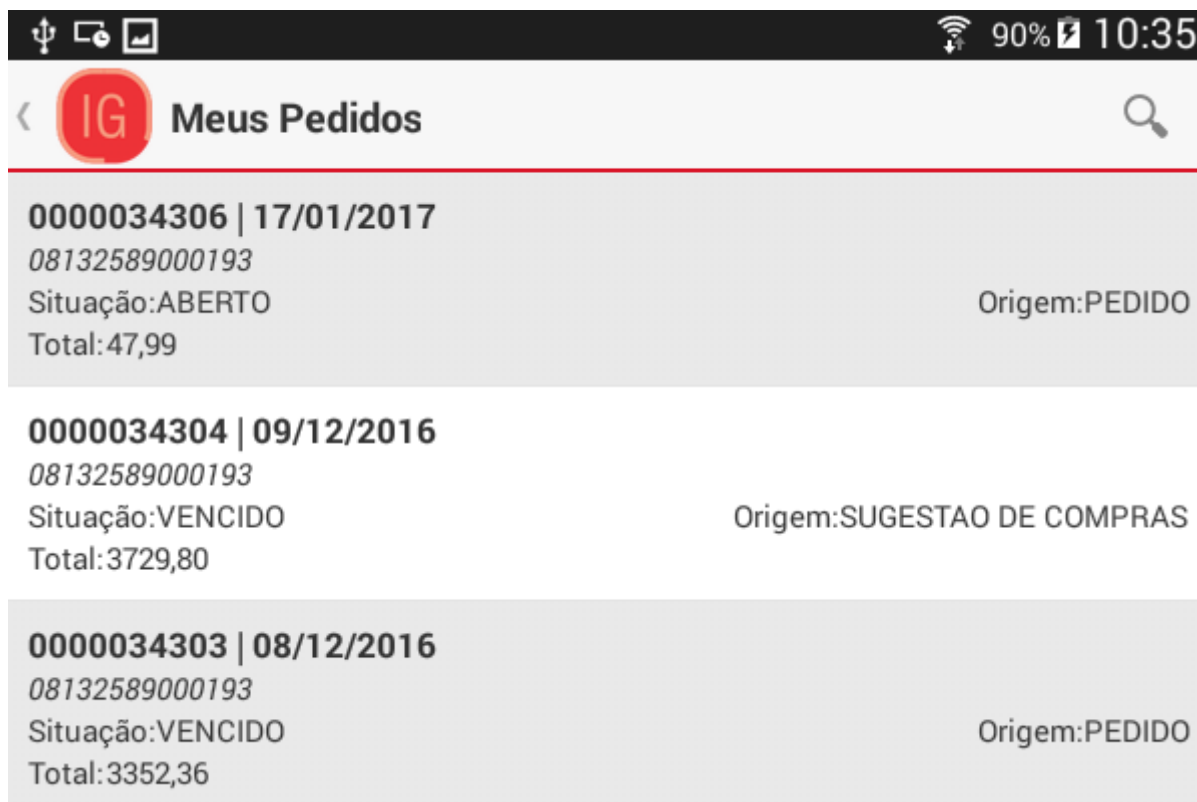 90% 10:35
IG Meus Pedidos
0000034306 | 17/01/2017
08132589000193
Situação:ABERTO Origem:PEDIDO
Total:47,99
0000034304 | 09/12/2016
08132589000193
Situação:VENCIDO Origem:SUGESTAO DE COMPRAS
Total:3729,80
0000034303 | 08/12/2016
08132589000193
Situação:VENCIDO Origem:PEDIDO
Total:3352,36